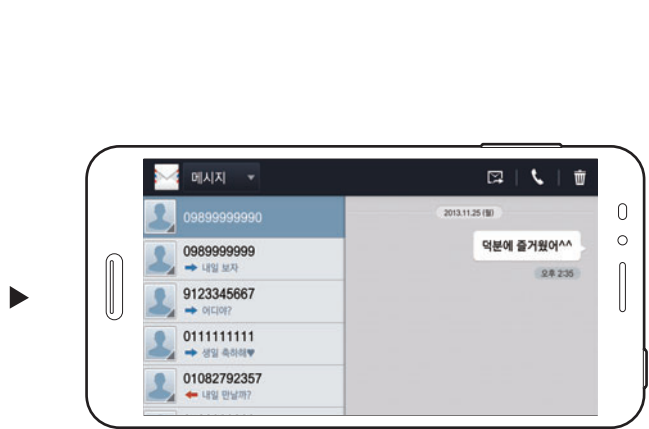 메시지
09899999990
0989999999
내일 보자
9123345667
어디야?
0111111111
생일 축하해♥
01082792357
내일 만날까?
2013.11.25 (월)
덕분에 즐거웠어^^
오후 2:35